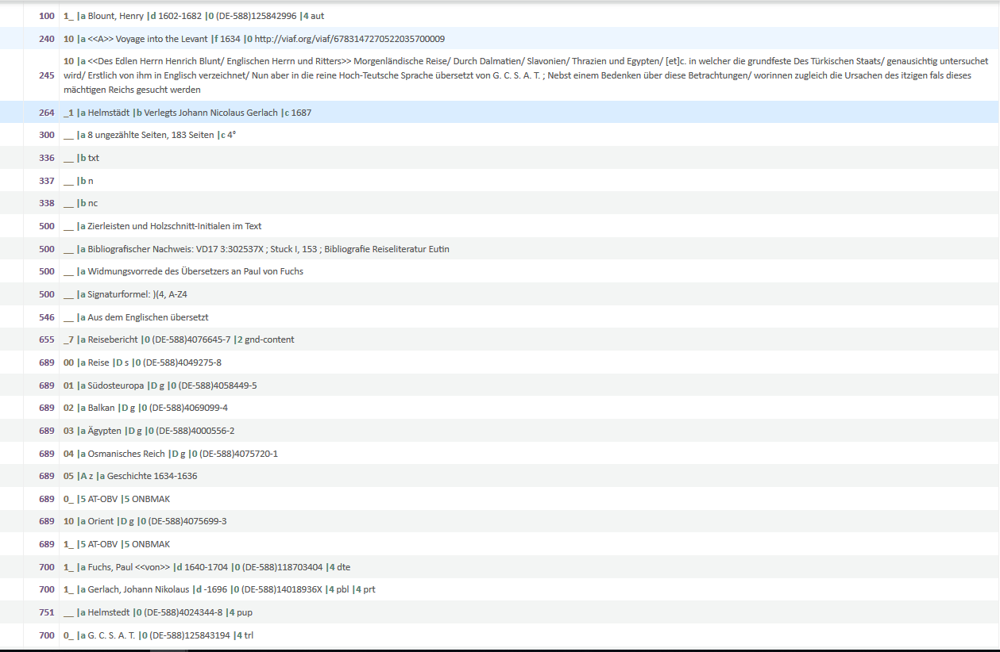 100 1_ |a Blount, Henry |d 1602-1682 |0 (DE-588)125842996 |4 aut
240 10 |a <<A>> Voyage into the Levant |f 1634 |0 http://viaf.org/viaf/6783147270522035700009
10 |a <<Des Edlen Herrn Henrich Blunt/ Englischen Herrn und Ritters>> Morgenländische Reise/ Durch Dalmatien/ Slavonien/ Thrazien und Egypten/ [et]c. in welcher die grundfeste Des Türkischen Staats/ genausichtig untersuchet
245 wird/ Erstlich von ihm in Englisch verzeichnet/ Nun aber in die reine Hoch-Teutsche Sprache übersetzt von G. C. S. A. T. ; Nebst einem Bedenken über diese Betrachtungen/ worinnen zugleich die Ursachen des itzigen fals dieses
mächtigen Reichs gesucht werden
264 _1 |a Helmstädt |b Verlegts Johann Nicolaus Gerlach |c 1687
300 __ |a 8 ungezählte Seiten, 183 Seiten |c 4°
336 __ |b txt
337 __ |b n
338 __ |b nc
500 __ |a Zierleisten und Holzschnitt-Initialen im Text
500 __ |a Bibliografischer Nachweis: VD17 3:302537X ; Stuck I, 153 ; Bibliografie Reiseliteratur Eutin
500 __ |a Widmungsvorrede des Übersetzers an Paul von Fuchs
500 __ |a Signaturformel: )(4, A-Z4
546 __ |a Aus dem Englischen übersetzt
655 _7 |a Reisebericht |0 (DE-588)4076645-7 |2 gnd-content
689 00 |a Reise |D s |0 (DE-588)4049275-8
689 01 |a Südosteuropa |D g |0 (DE-588)4058449-5
689 02 |a Balkan |D g |0 (DE-588)4069099-4
689 03 |a Ägypten |D g |0 (DE-588)4000556-2
689 04 |a Osmanisches Reich |D g |0 (DE-588)4075720-1
689 05 |A z |a Geschichte 1634-1636
689 0_ |5 AT-OBV |5 ONBMAK
689 10 |a Orient |D g |0 (DE-588)4075699-3
689 1_ |5 AT-OBV |5 ONBMAK
700 1_ |a Fuchs, Paul <<von>> |d 1640-1704 |0 (DE-588)118703404 |4 dte
700 1_ |a Gerlach, Johann Nikolaus |d -1696 |0 (DE-588)14018936X |4 pbl |4 prt
751 __ |a Helmstedt |0 (DE-588)4024344-8 |4 pup
700 0_ |a G. C. S. A. T. |0 (DE-588)125843194 |4 trl